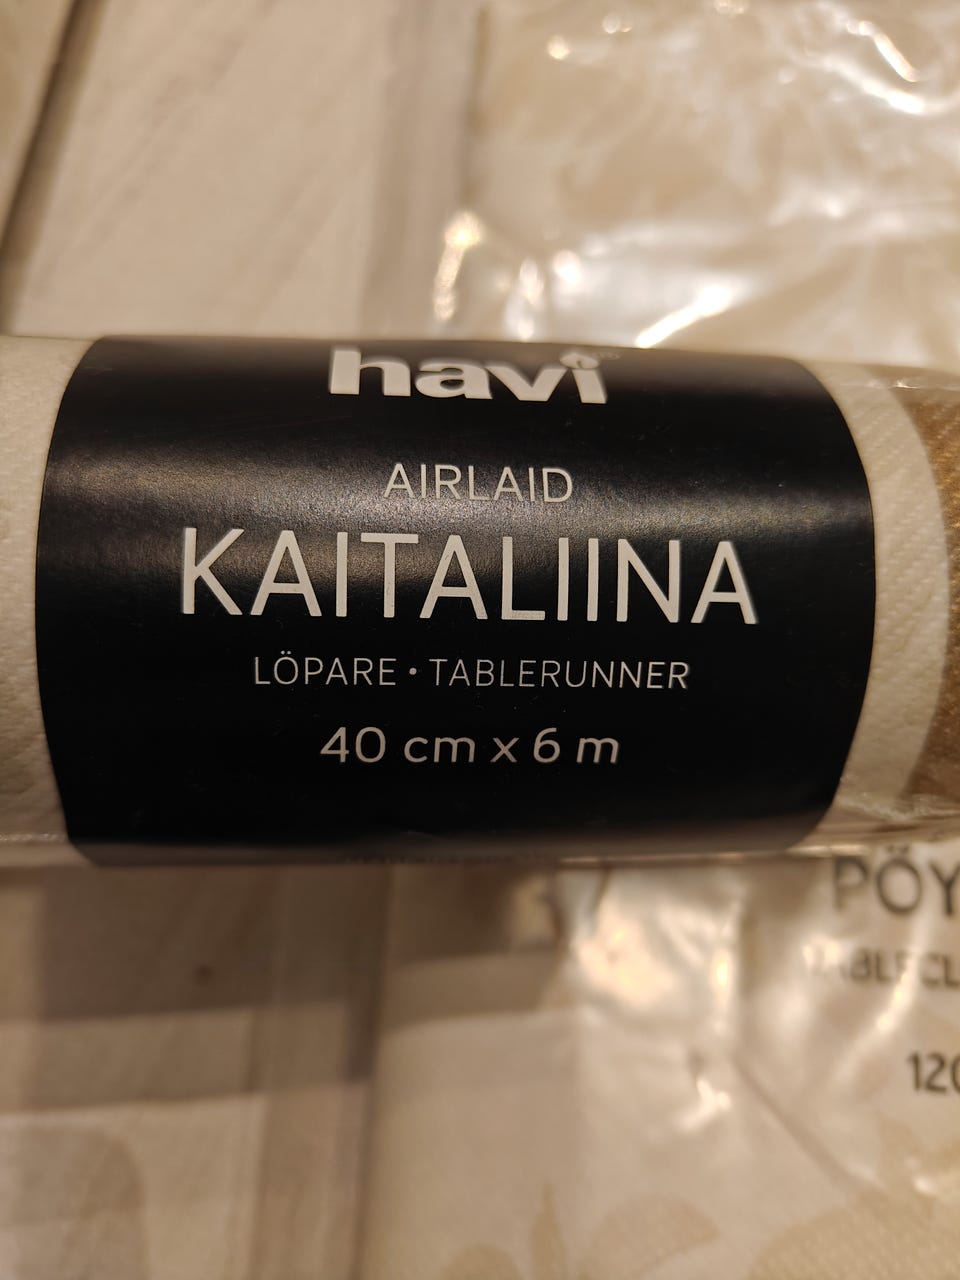 havi
AIRLAID
KAITALIINA
LÖPARE • TABLERUNNER
40 cm x 6 m